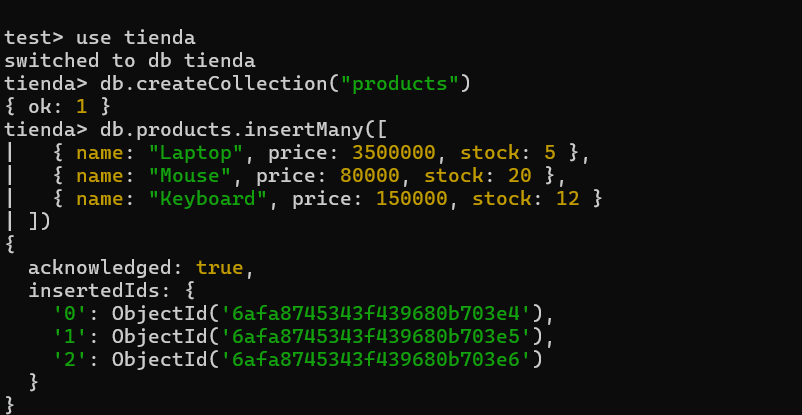 test> use tienda
switched to db tienda
tienda> db.createCollection("products")
{ ok: 1 }
tienda> db.products.insertMany([
|   { name: "Laptop", price: 3500000, stock: 5 },
|   { name: "Mouse", price: 80000, stock: 20 },
|   { name: "Keyboard", price: 150000, stock: 12 }
| ])
{
  acknowledged: true,
  insertedIds: {
    '0': ObjectId('6afa8745343f439680b703e4'),
    '1': ObjectId('6afa8745343f439680b703e5'),
    '2': ObjectId('6afa8745343f439680b703e6')
  }
}